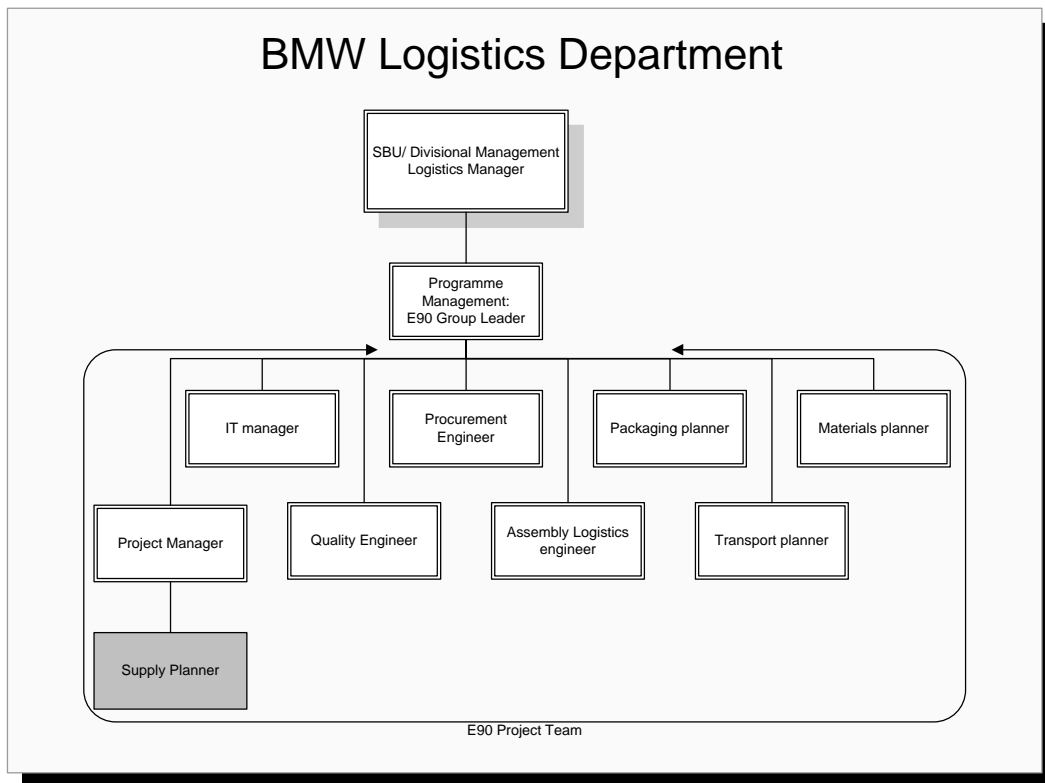 BMW Logistics Department
SBU/ Divisional Management
Logistics Manager
Programme
Management:
E90 Group Leader
IT manager
Procurement
Engineer
Packaging planner
Materials planner
Project Manager
Quality Engineer
Assembly Logistics
engineer
Transport planner
Supply Planner
E90 Project Team